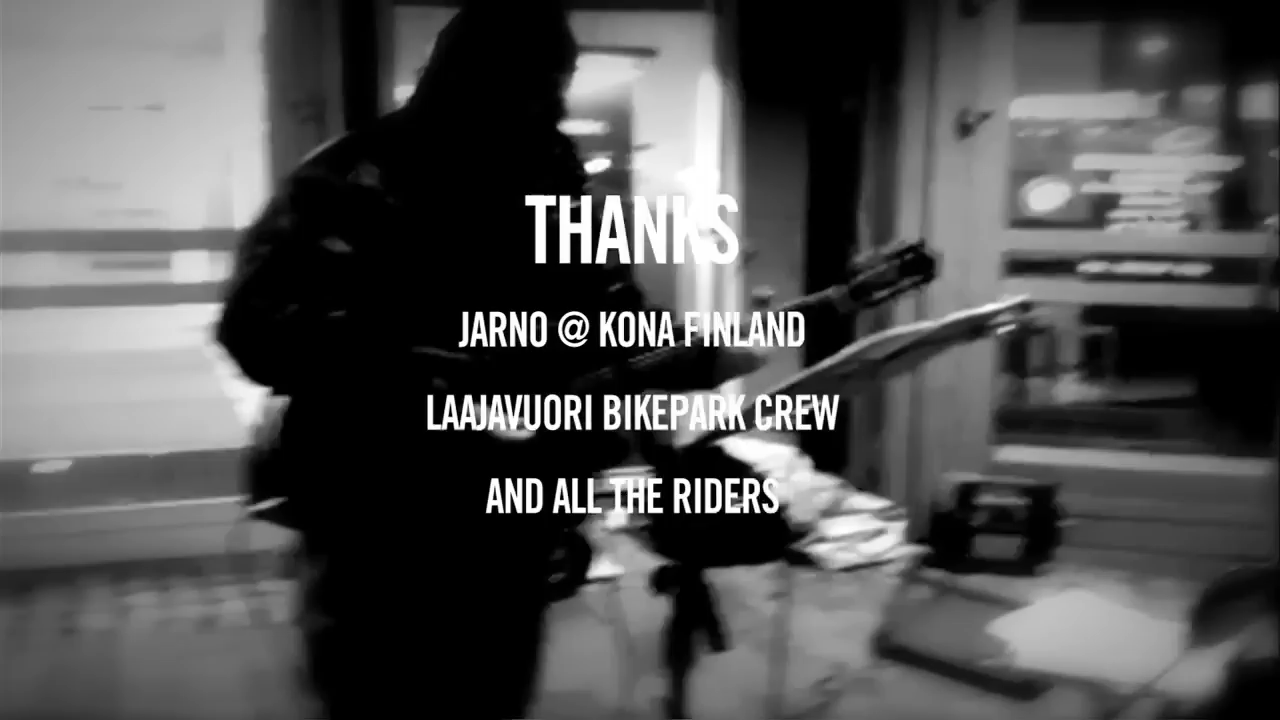 THANKS
JARNO @ KONA FINLAND
LAAJAVUORI BIKEPARK CREW
AND ALL THE RIDERS